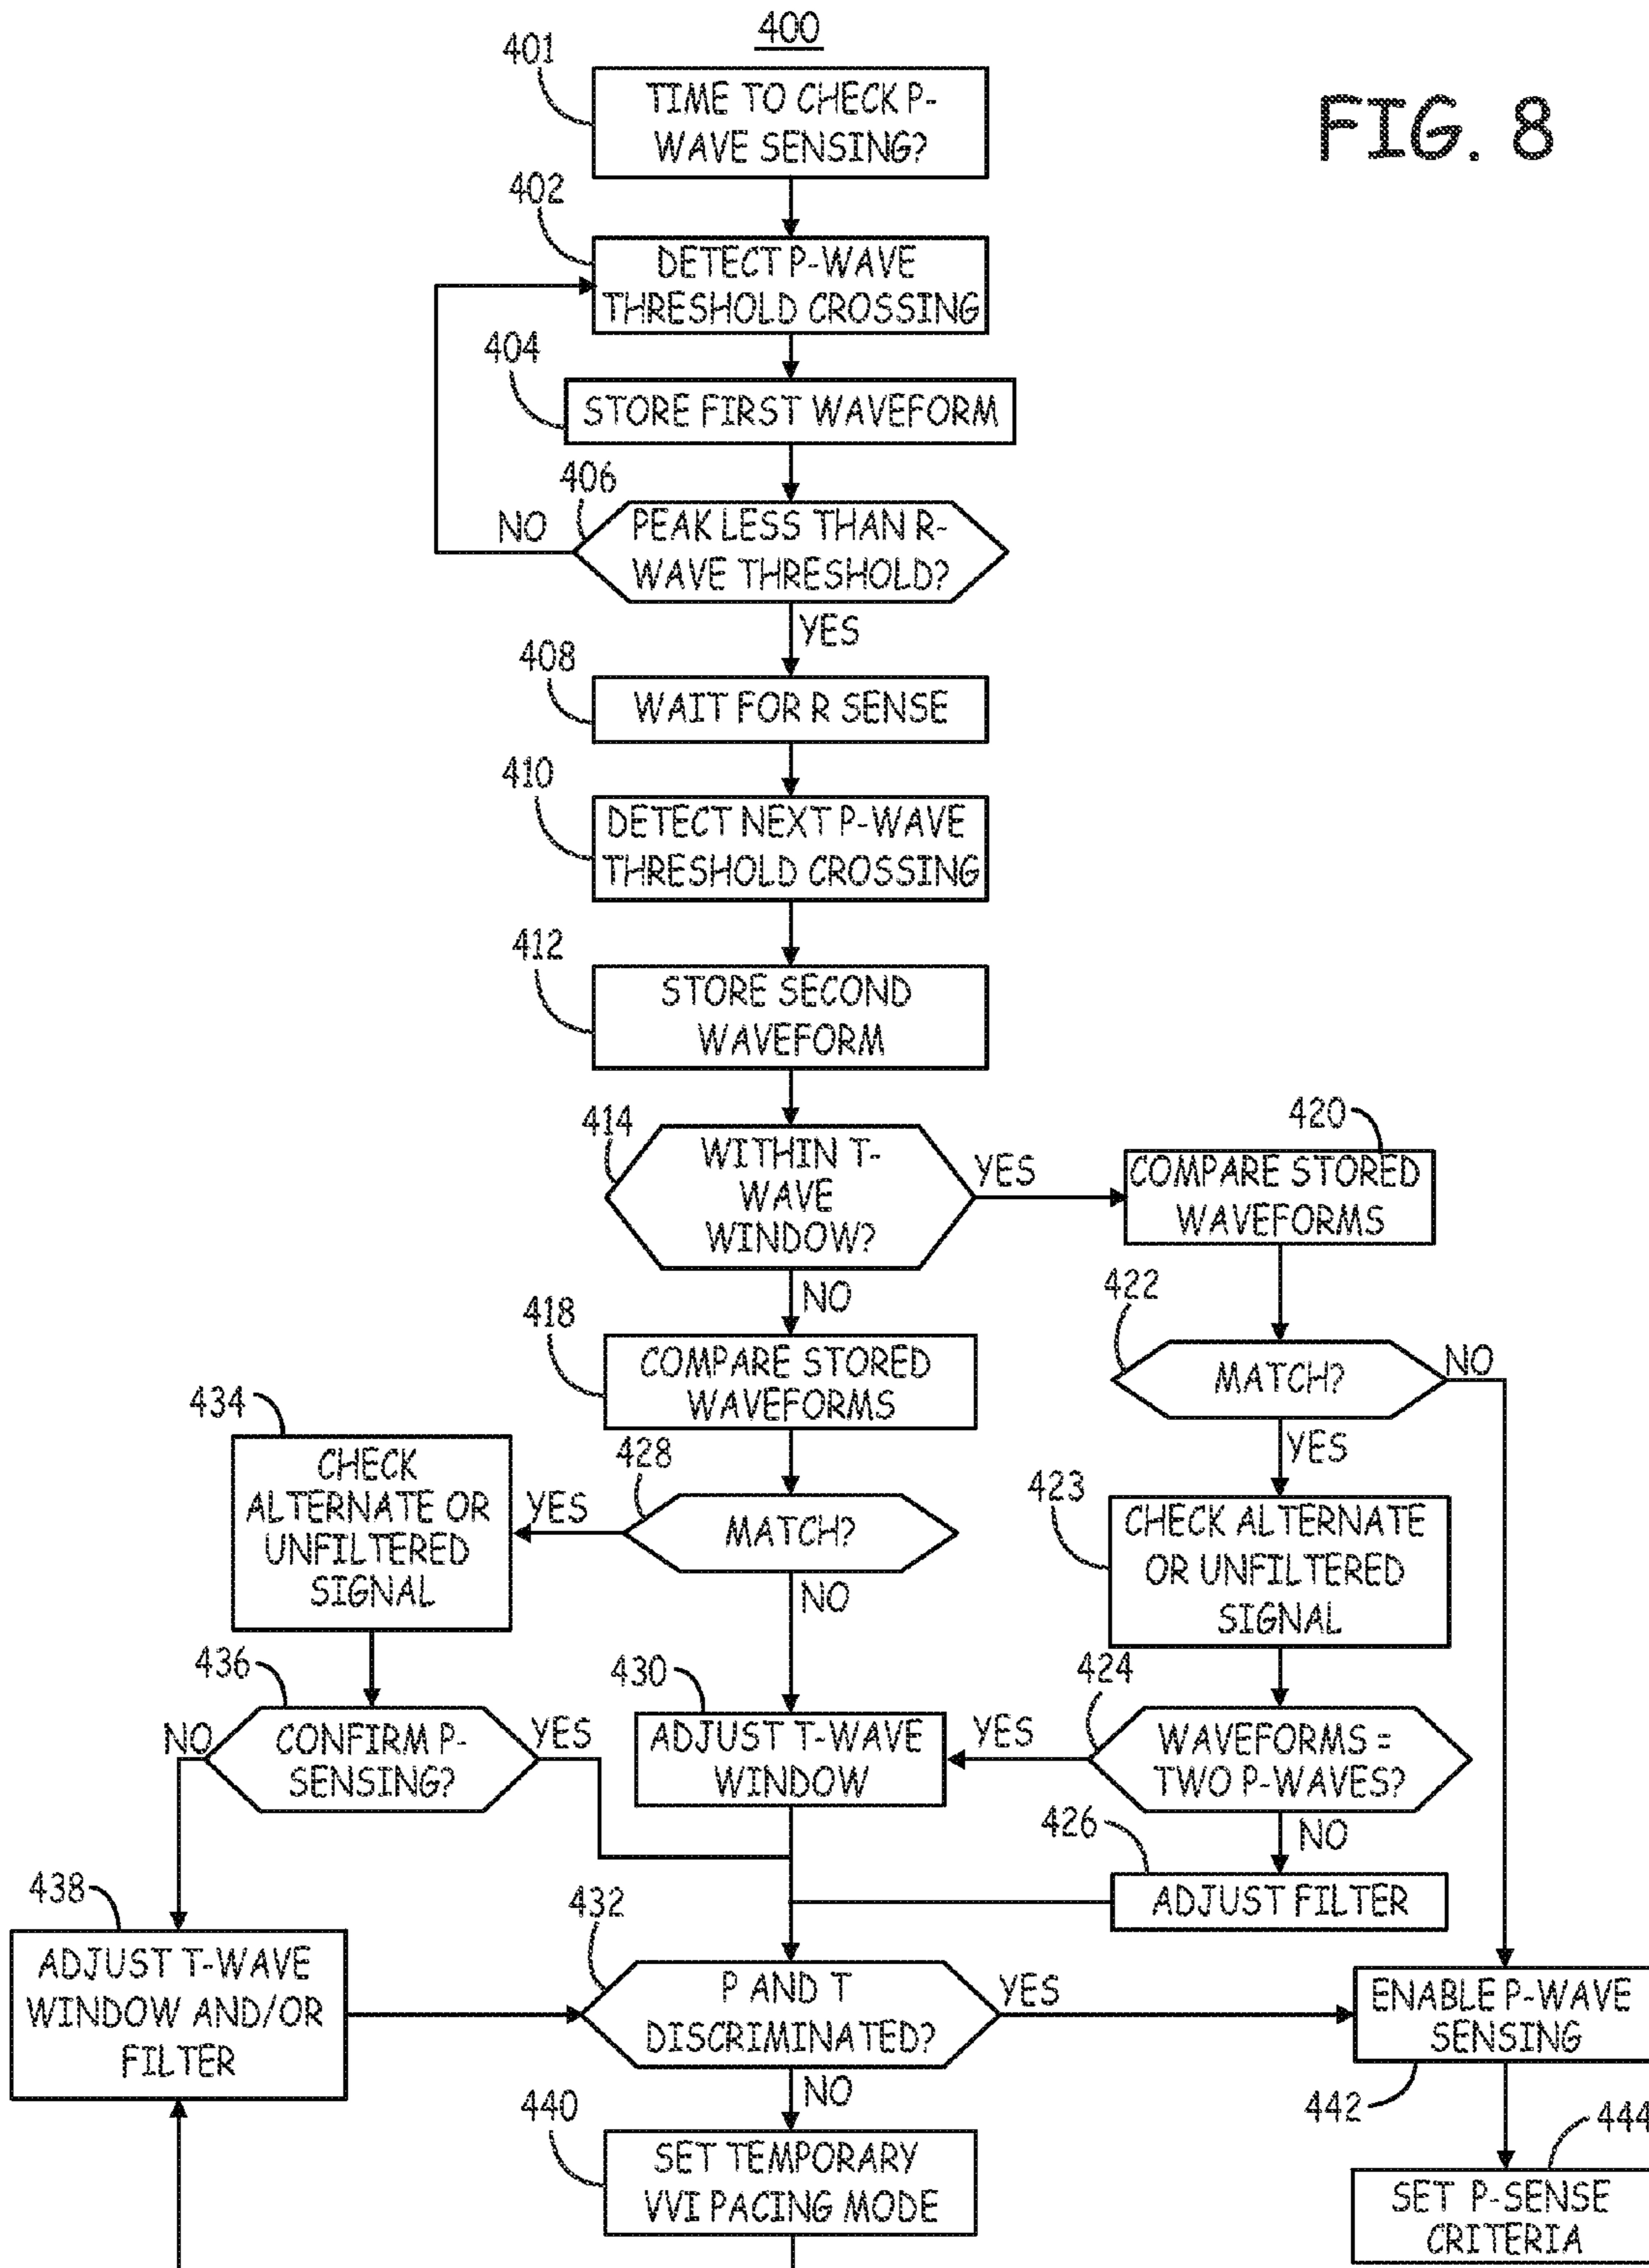 400
FIG. 8
401
TIME TO CHECK P-
WAVE SENSING?
402
DETECT P-WAVE
THRESHOLD CROSSING
404
STORE FIRST WAVEFORM
406
NO
PEAK LESS THAN R-
WAVE THRESHOLD?
YES
408
WAIT FOR R SENSE
410
DETECT NEXT P-WAVE
THRESHOLD CROSSING
412
STORE SECOND
WAVEFORM
414
WITHIN T-
WAVE
WINDOW?
YES
NO
420
COMPARE STORED
WAVEFORMS
422
MATCH?
NO
YES
418
COMPARE STORED
WAVEFORMS
428
MATCH?
YES
NO
434
CHECK
ALTERNATE OR
UNFILTERED
SIGNAL
423
CHECK ALTERNATE
OR UNFILTERED
SIGNAL
436
NO
CONFIRM P-
SENSING?
YES
430
ADJUST T-WAVE
WINDOW
424
YES
WAVEFORMS =
TWO P-WAVES?
NO
426
ADJUST FILTER
438
ADJUST T-WAVE
WINDOW AND/OR
FILTER
432
P AND T
DISCRIMINATED?
YES
NO
ENABLE P-WAVE
SENSING
442
440
SET TEMPORARY
VVI PACING MODE
444
SET P-SENSE
CRITERIA